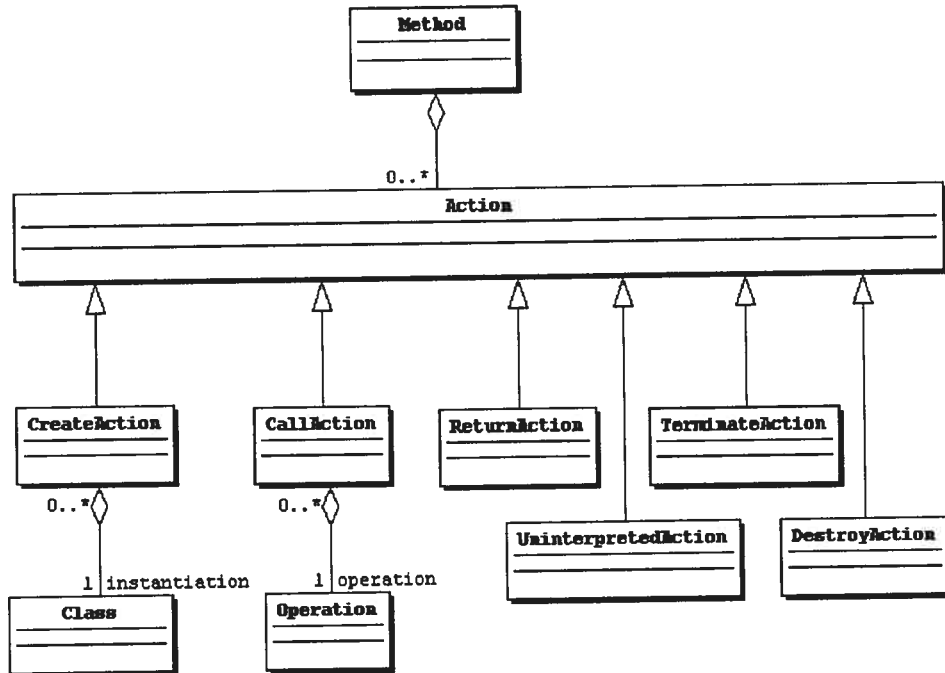 Method
0..*
Action
CreateAction
CallAction
ReturnAction
TerminateAction
0..*
0..*
UninterpretedAction
DestroyAction
1 instantiation
1 operation
Class
Operation